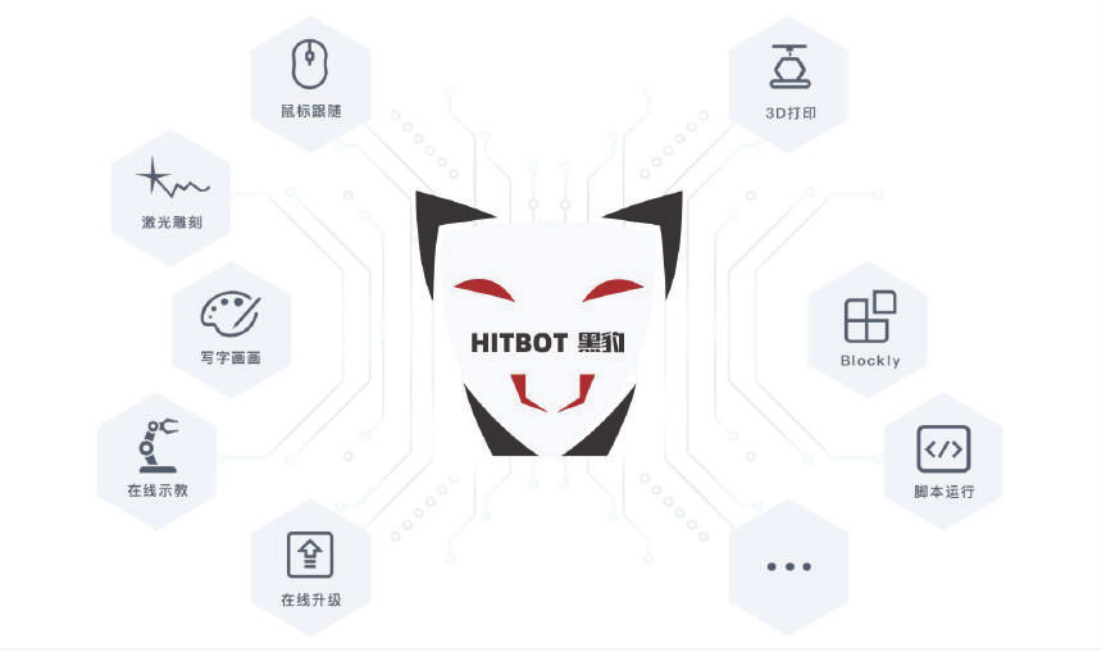 鼠标跟随
3D打印
激光雕刻
写字画画
HITBOT 黑豹
Blockly
在线示教
脚本运行
在线升级